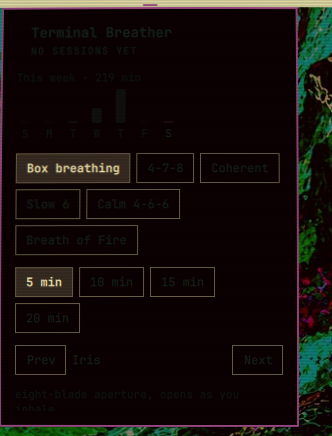 Terminal Breather
NO SESSIONS YET
This week · 219 min
S M T W T F S
Box breathing 4-7-8 Coherent
Slow 6 Calm 4-6-6
Breath of Fire
5 min 10 min 15 min
20 min
Prev Iris Next
eight-blade aperture, opens as you
inhale